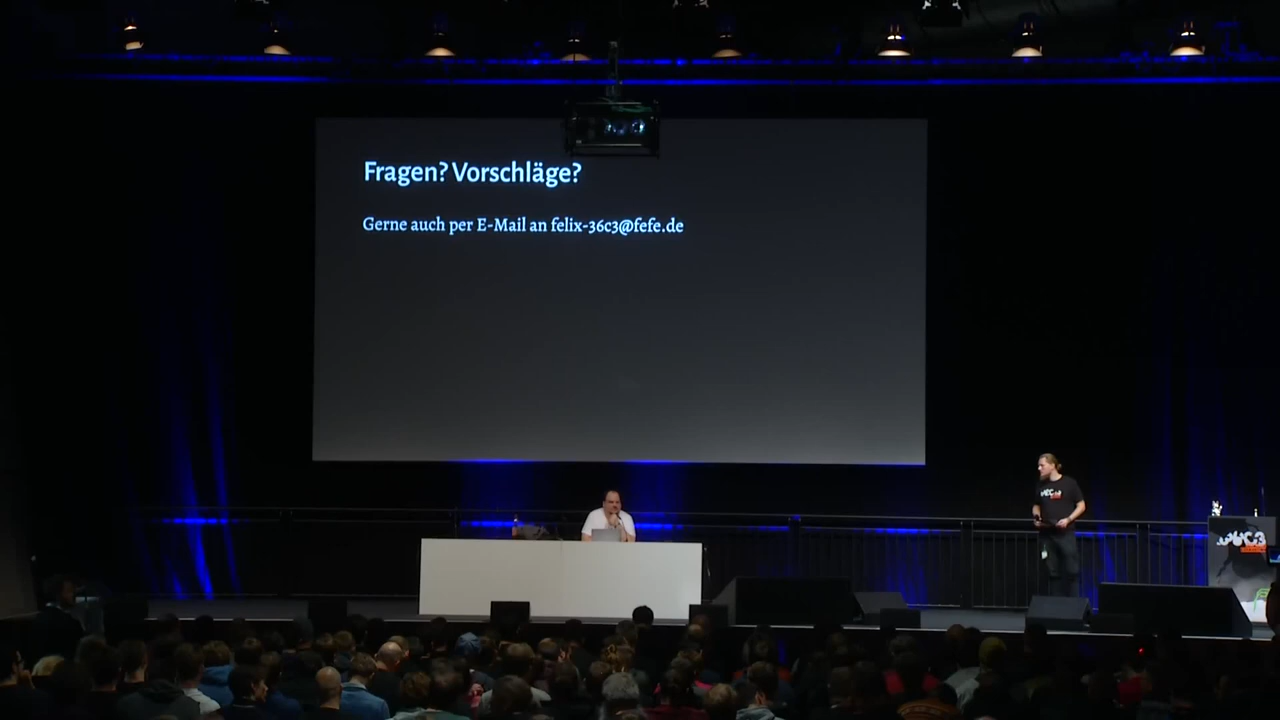 Fragen? Vorschläge?
Gerne auch per E-Mail an felix-36c3@fefe.de